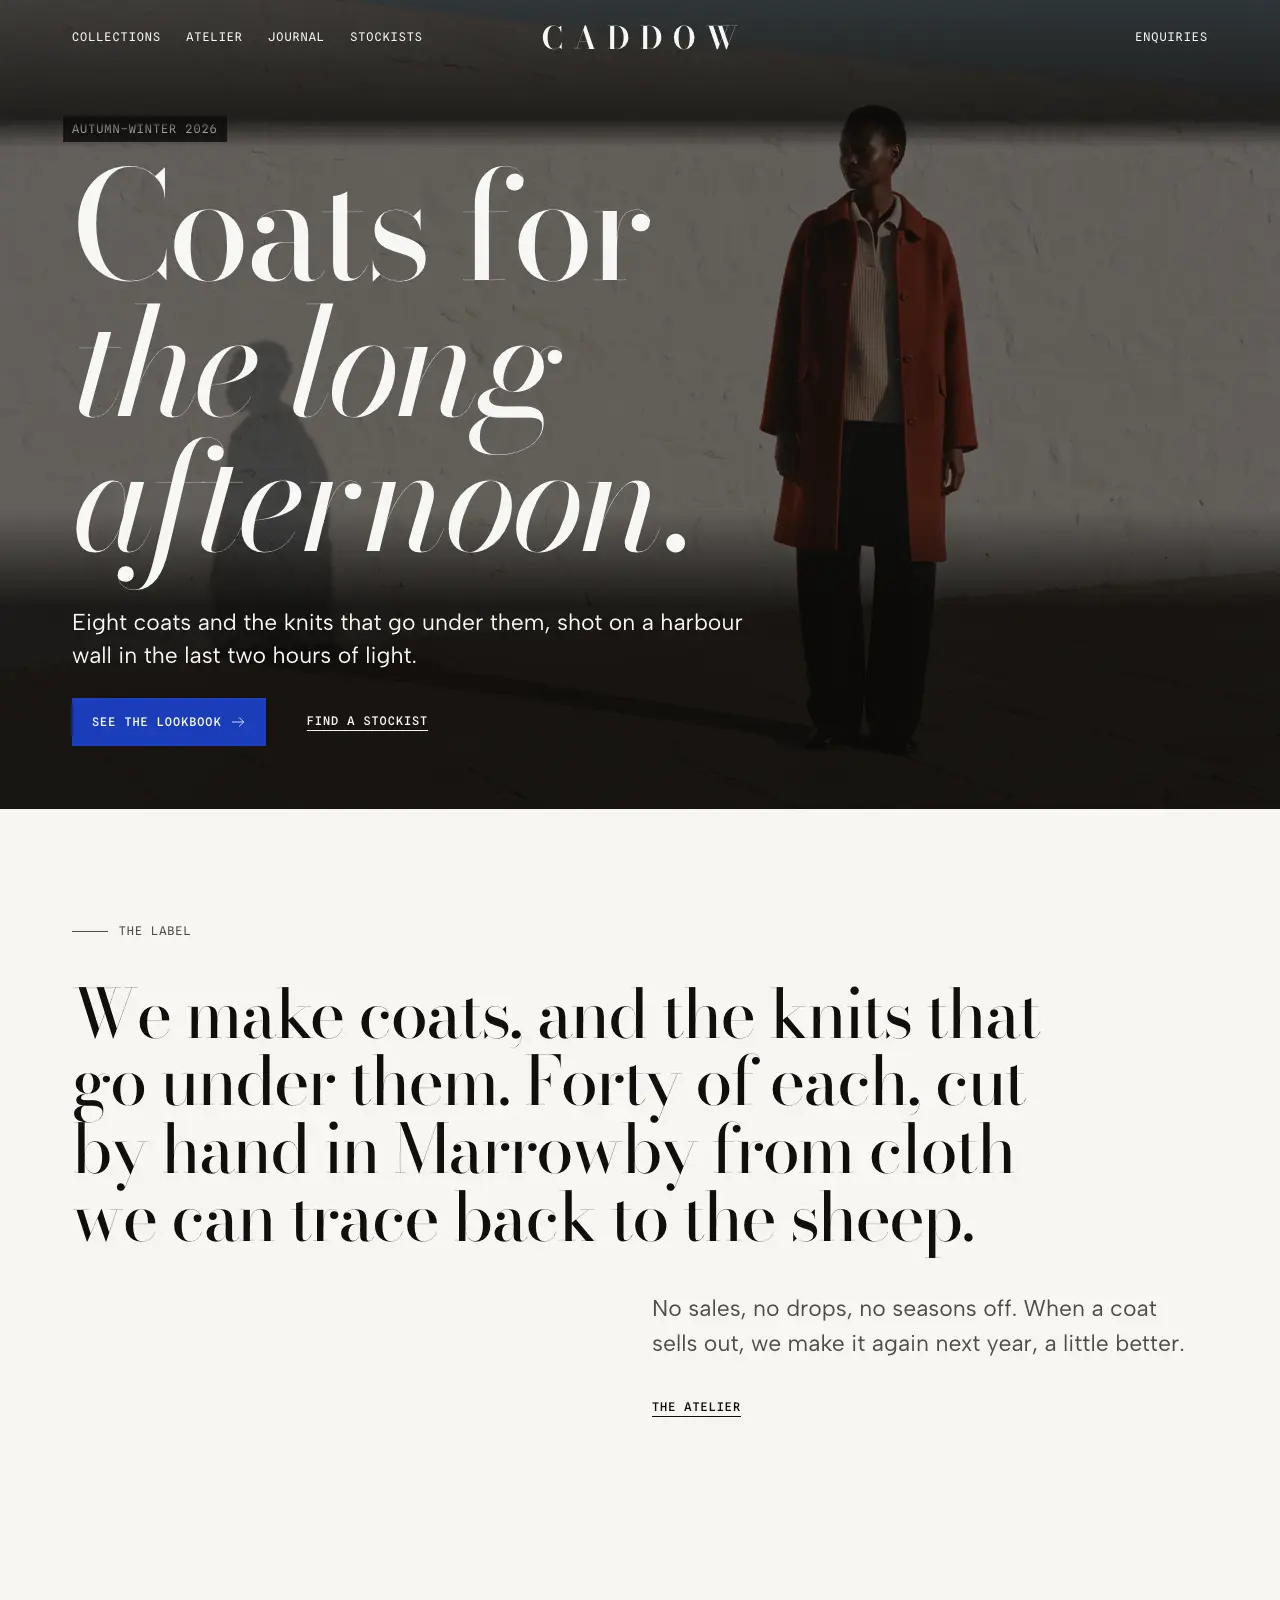 COLLECTIONS ATELIER JOURNAL STOCKISTS CADDOW ENQUIRIES
AUTUMN–WINTER 2026
Coats for
the long
afternoon.
Eight coats and the knits that go under them, shot on a harbour
wall in the last two hours of light.
SEE THE LOOKBOOK → FIND A STOCKIST
THE LABEL
We make coats, and the knits that
go under them. Forty of each, cut
by hand in Marrowby from cloth
we can trace back to the sheep.
No sales, no drops, no seasons off. When a coat
sells out, we make it again next year, a little better.
THE ATELIER